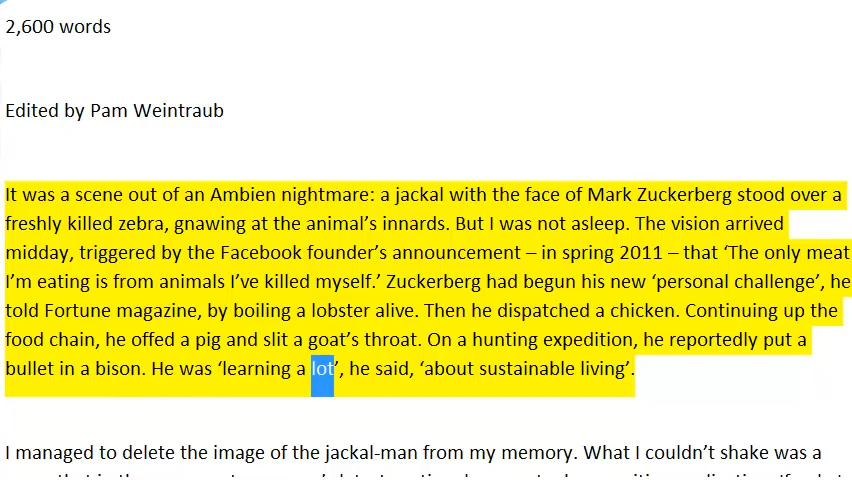 2,600 words
Edited by Pam Weintraub
It was a scene out of an Ambien nightmare: a jackal with the face of Mark Zuckerberg stood over a
freshly killed zebra, gnawing at the animal’s innards. But I was not asleep. The vision arrived
midday, triggered by the Facebook founder’s announcement – in spring 2011 – that ‘The only meat
I’m eating is from animals I’ve killed myself.’ Zuckerberg had begun his new ‘personal challenge’, he
told Fortune magazine, by boiling a lobster alive. Then he dispatched a chicken. Continuing up the
food chain, he offed a pig and slit a goat’s throat. On a hunting expedition, he reportedly put a
bullet in a bison. He was ‘learning a lot’, he said, ‘about sustainable living’.
I managed to delete the image of the jackal-man from my memory. What I couldn’t shake was a